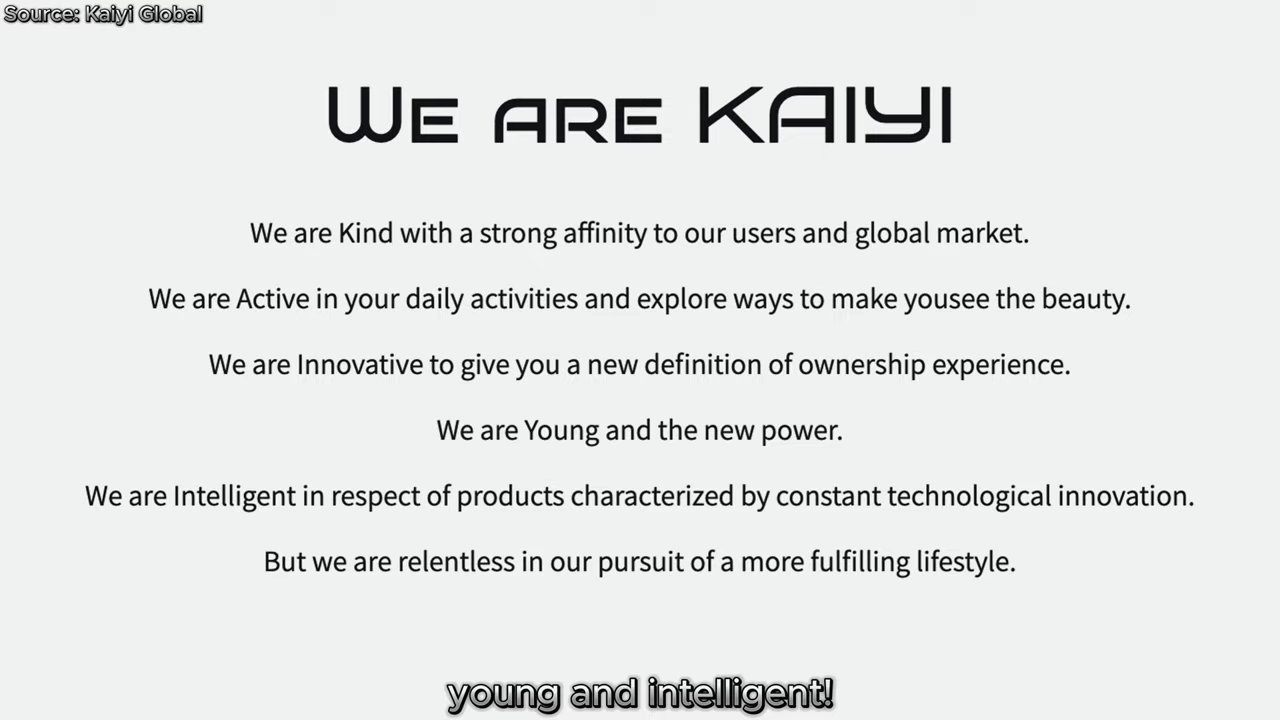 Source: Kaiyi Global
WE ARE KAIYI
We are Kind with a strong affinity to our users and global market.
We are Active in your daily activities and explore ways to make yousee the beauty.
We are Innovative to give you a new definition of ownership experience.
We are Young and the new power.
We are Intelligent in respect of products characterized by constant technological innovation.
But we are relentless in our pursuit of a more fulfilling lifestyle.
young and intelligent!